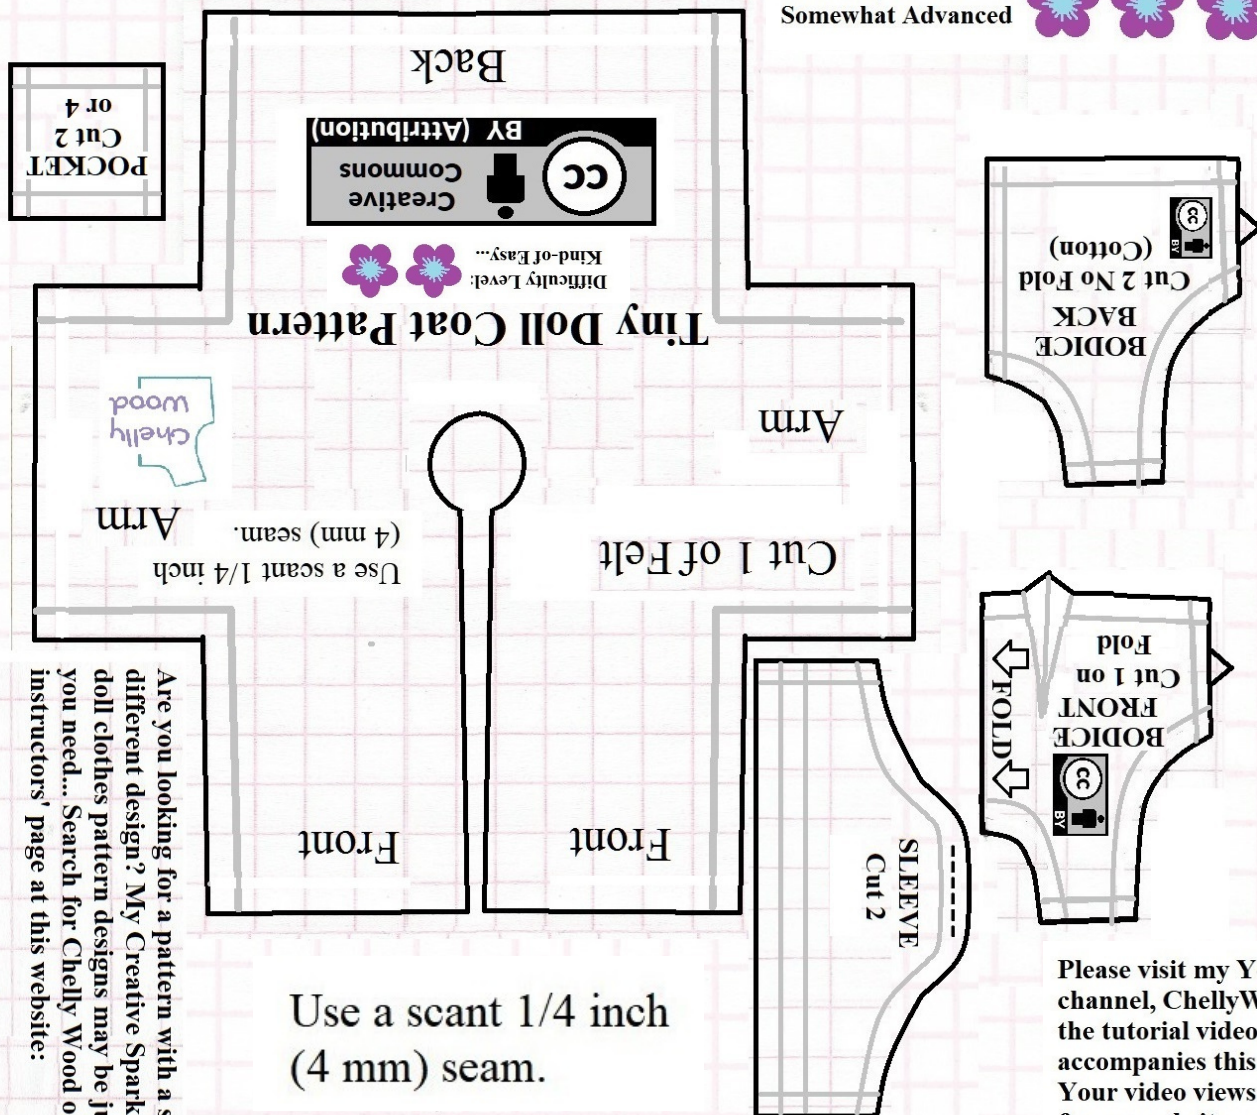 Somewhat Advanced
POCKET
Cut 2
or 4
Tiny Doll Coat Pattern
Difficulty Level:
Kind-of Easy...
Creative
Commons
CC
BY (Attribution)
Back
Arm
Cut 1 of Felt
Use a scant 1/4 inch
(4 mm) seam.
Arm
Chelly
Wood
Front
Front
BODICE
BACK
Cut 2 No Fold
(Cotton)
CC
BY
BODICE
FRONT
Cut 1 on
Fold
FOLD
CC
BY
SLEEVE
Cut 2
Are you looking for a pattern with a
different design? My Creative Spark
doll clothes pattern designs may be
you need... Search for Chelly Wood
instructors' page at this website:
Use a scant 1/4 inch
(4 mm) seam.
Please visit my
channel,
the tutorial video
accompanies this
Your video views